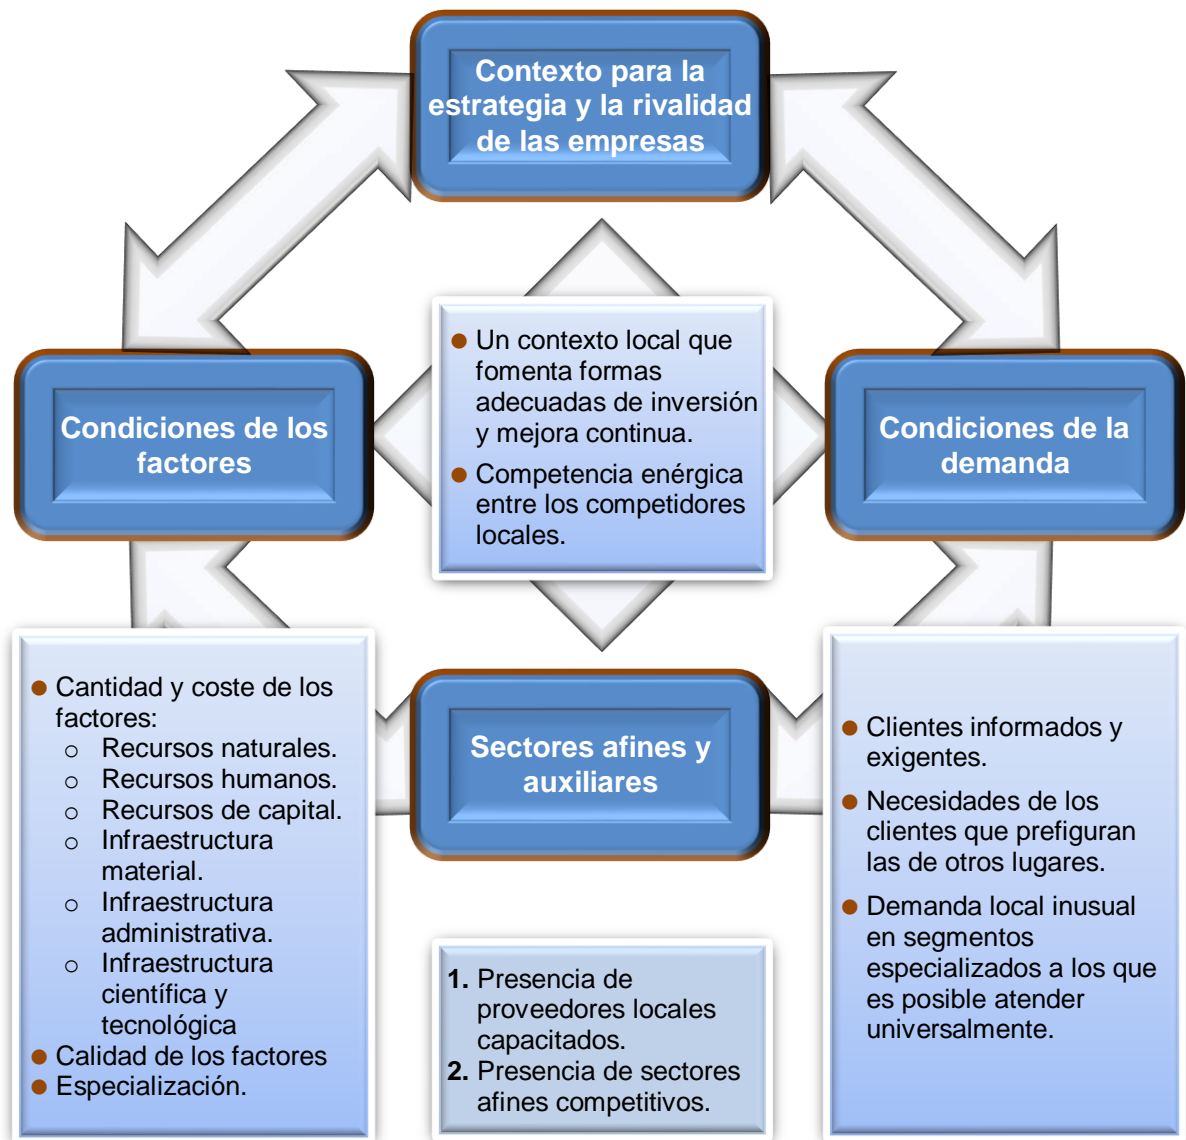 Contexto para la
estrategia y la rivalidad
de las empresas
Condiciones de los
factores
● Un contexto local que
fomenta formas
adecuadas de inversión
y mejora continua.
● Competencia enérgica
entre los competidores
locales.
Condiciones de la
demanda
● Cantidad y coste de los
factores:
o Recursos naturales.
o Recursos humanos.
o Recursos de capital.
o Infraestructura
material.
o Infraestructura
administrativa.
o Infraestructura
científica y
tecnológica
● Calidad de los factores
● Especialización.
Sectores afines y
auxiliares
1. Presencia de
proveedores locales
capacitados.
2. Presencia de sectores
afines competitivos.
● Clientes informados y
exigentes.
● Necesidades de los
clientes que prefiguran
las de otros lugares.
● Demanda local inusual
en segmentos
especializados a los que
es posible atender
universalmente.